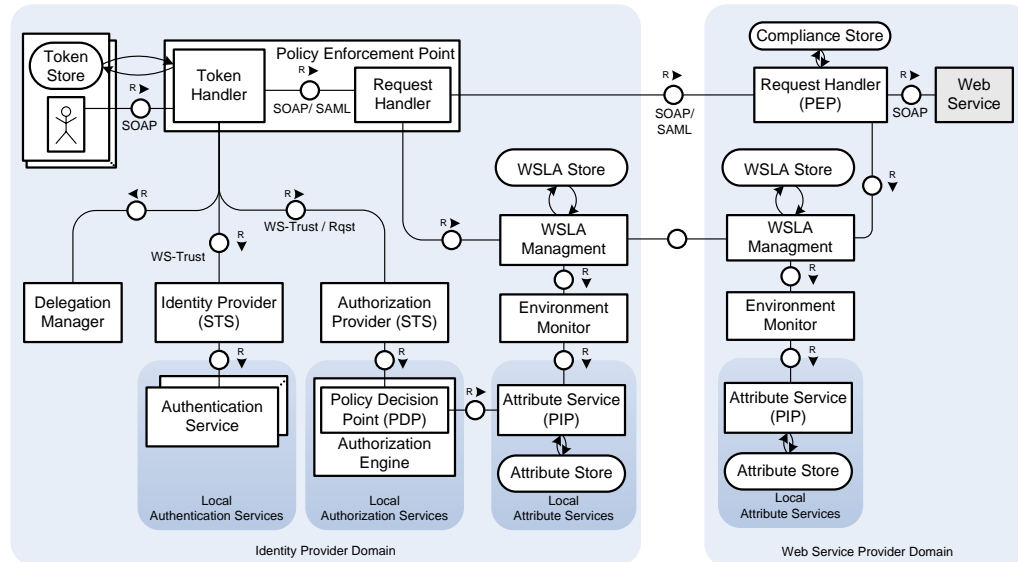 Token
Store
R
SOAP
Policy Enforcement Point
Token
Handler
R
SOAP/ SAML
Request
Handler
R
SOAP/
SAML
Compliance Store
Request Handler
(PEP)
R
SOAP
Web
Service
R
WS-Trust
R
R
WS-Trust / Rqst
R
WSLA Store
WSLA
Managment
WSLA Store
WSLA
Managment
R
R
R
Delegation
Manager
Identity Provider
(STS)
Authorization
Provider (STS)
Environment
Monitor
Environment
Monitor
R
R
R
R
Authentication
Service
Policy Decision
Point (PDP)
Authorization
Engine
R
Attribute Service
(PIP)
Attribute Store
Attribute Service
(PIP)
Attribute Store
Local
Authentication Services
Local
Authorization Services
Local
Attribute Services
Local
Attribute Services
Identity Provider Domain
Web Service Provider Domain